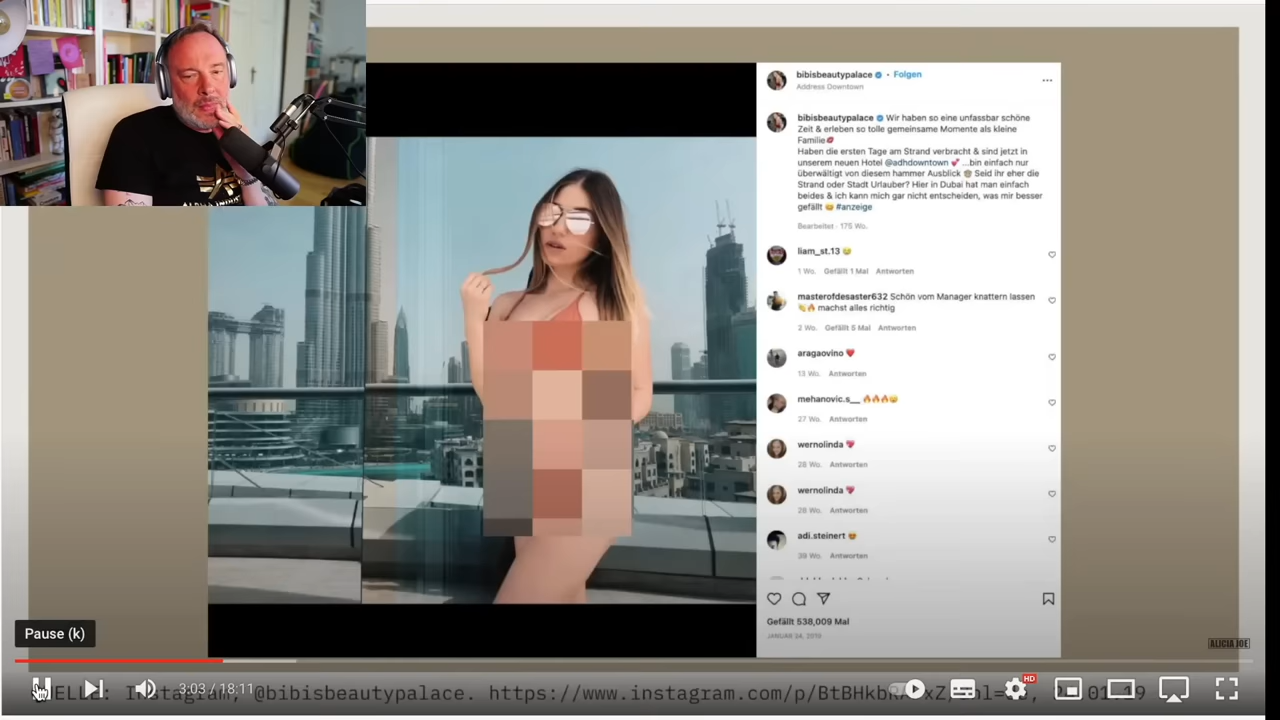 bibisbeautypalace • Folgen
Address Downtown
bibisbeautypalace Wir haben so eine unfassbar schöne
Zeit & erleben so tolle gemeinsame Momente als kleine
Familie💋
Haben die ersten Tage am Strand verbracht & sind jetzt in
unserem neuen Hotel @adhdowntown 💕 ...bin einfach nur
überwältigt von diesem hammer Ausblick Seid ihr eher die
Strand oder Stadt Urlauber? Hier in Dubai hat man einfach
beides & ich kann mich gar nicht entscheiden, was mir besser
gefällt 😊 #anzeige
Bearbeitet · 175 Wo.
liam_st.13 😢
1 Wo. Gefällt 1 Mal Antworten
masterofdesaster632 Schön vom Manager knattern lassen
👏🔥 machst alles richtig
2 Wo. Gefällt 5 Mal Antworten
aragaovino ❤️
13 Wo. Antworten
mehanovic.s__ 🔥🔥🔥😄
27 Wo. Antworten
wernolinda 💖
28 Wo. Antworten
wernolinda 💖
28 Wo. Antworten
adi.steinert 😍
39 Wo. Antworten
Gefällt 538,009 Mal
JANUAR 24, 2019
Pause (k)
ALICIA JOE
3:03 / 18:11
HD
Instagram, @bibisbeautypalace. https://www.instagram.com/p/